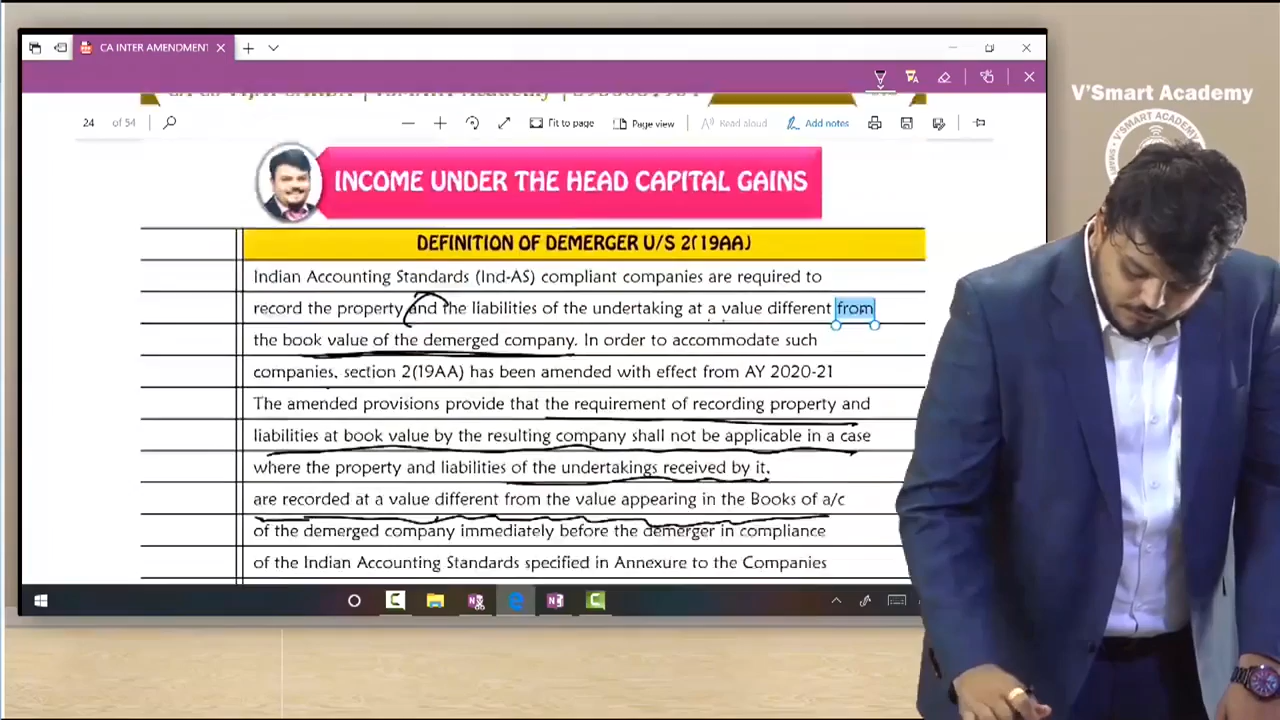 CA INTER AMENDMENT
V'Smart Academy
24 of 54
Fit to page
Page view
Read aloud
Add notes
INCOME UNDER THE HEAD CAPITAL GAINS
DEFINITION OF DEMERGER U/S 2(19AA)
Indian Accounting Standards (Ind-AS) compliant companies are required to
record the property and the liabilities of the undertaking at a value different from
the book value of the demerged company. In order to accommodate such
companies, section 2(19AA) has been amended with effect from AY 2020-21
The amended provisions provide that the requirement of recording property and
liabilities at book value by the resulting company shall not be applicable in a case
where the property and liabilities of the undertakings received by it,
are recorded at a value different from the value appearing in the Books of a/c
of the demerged company immediately before the demerger in compliance
of the Indian Accounting Standards specified in Annexure to the Companies